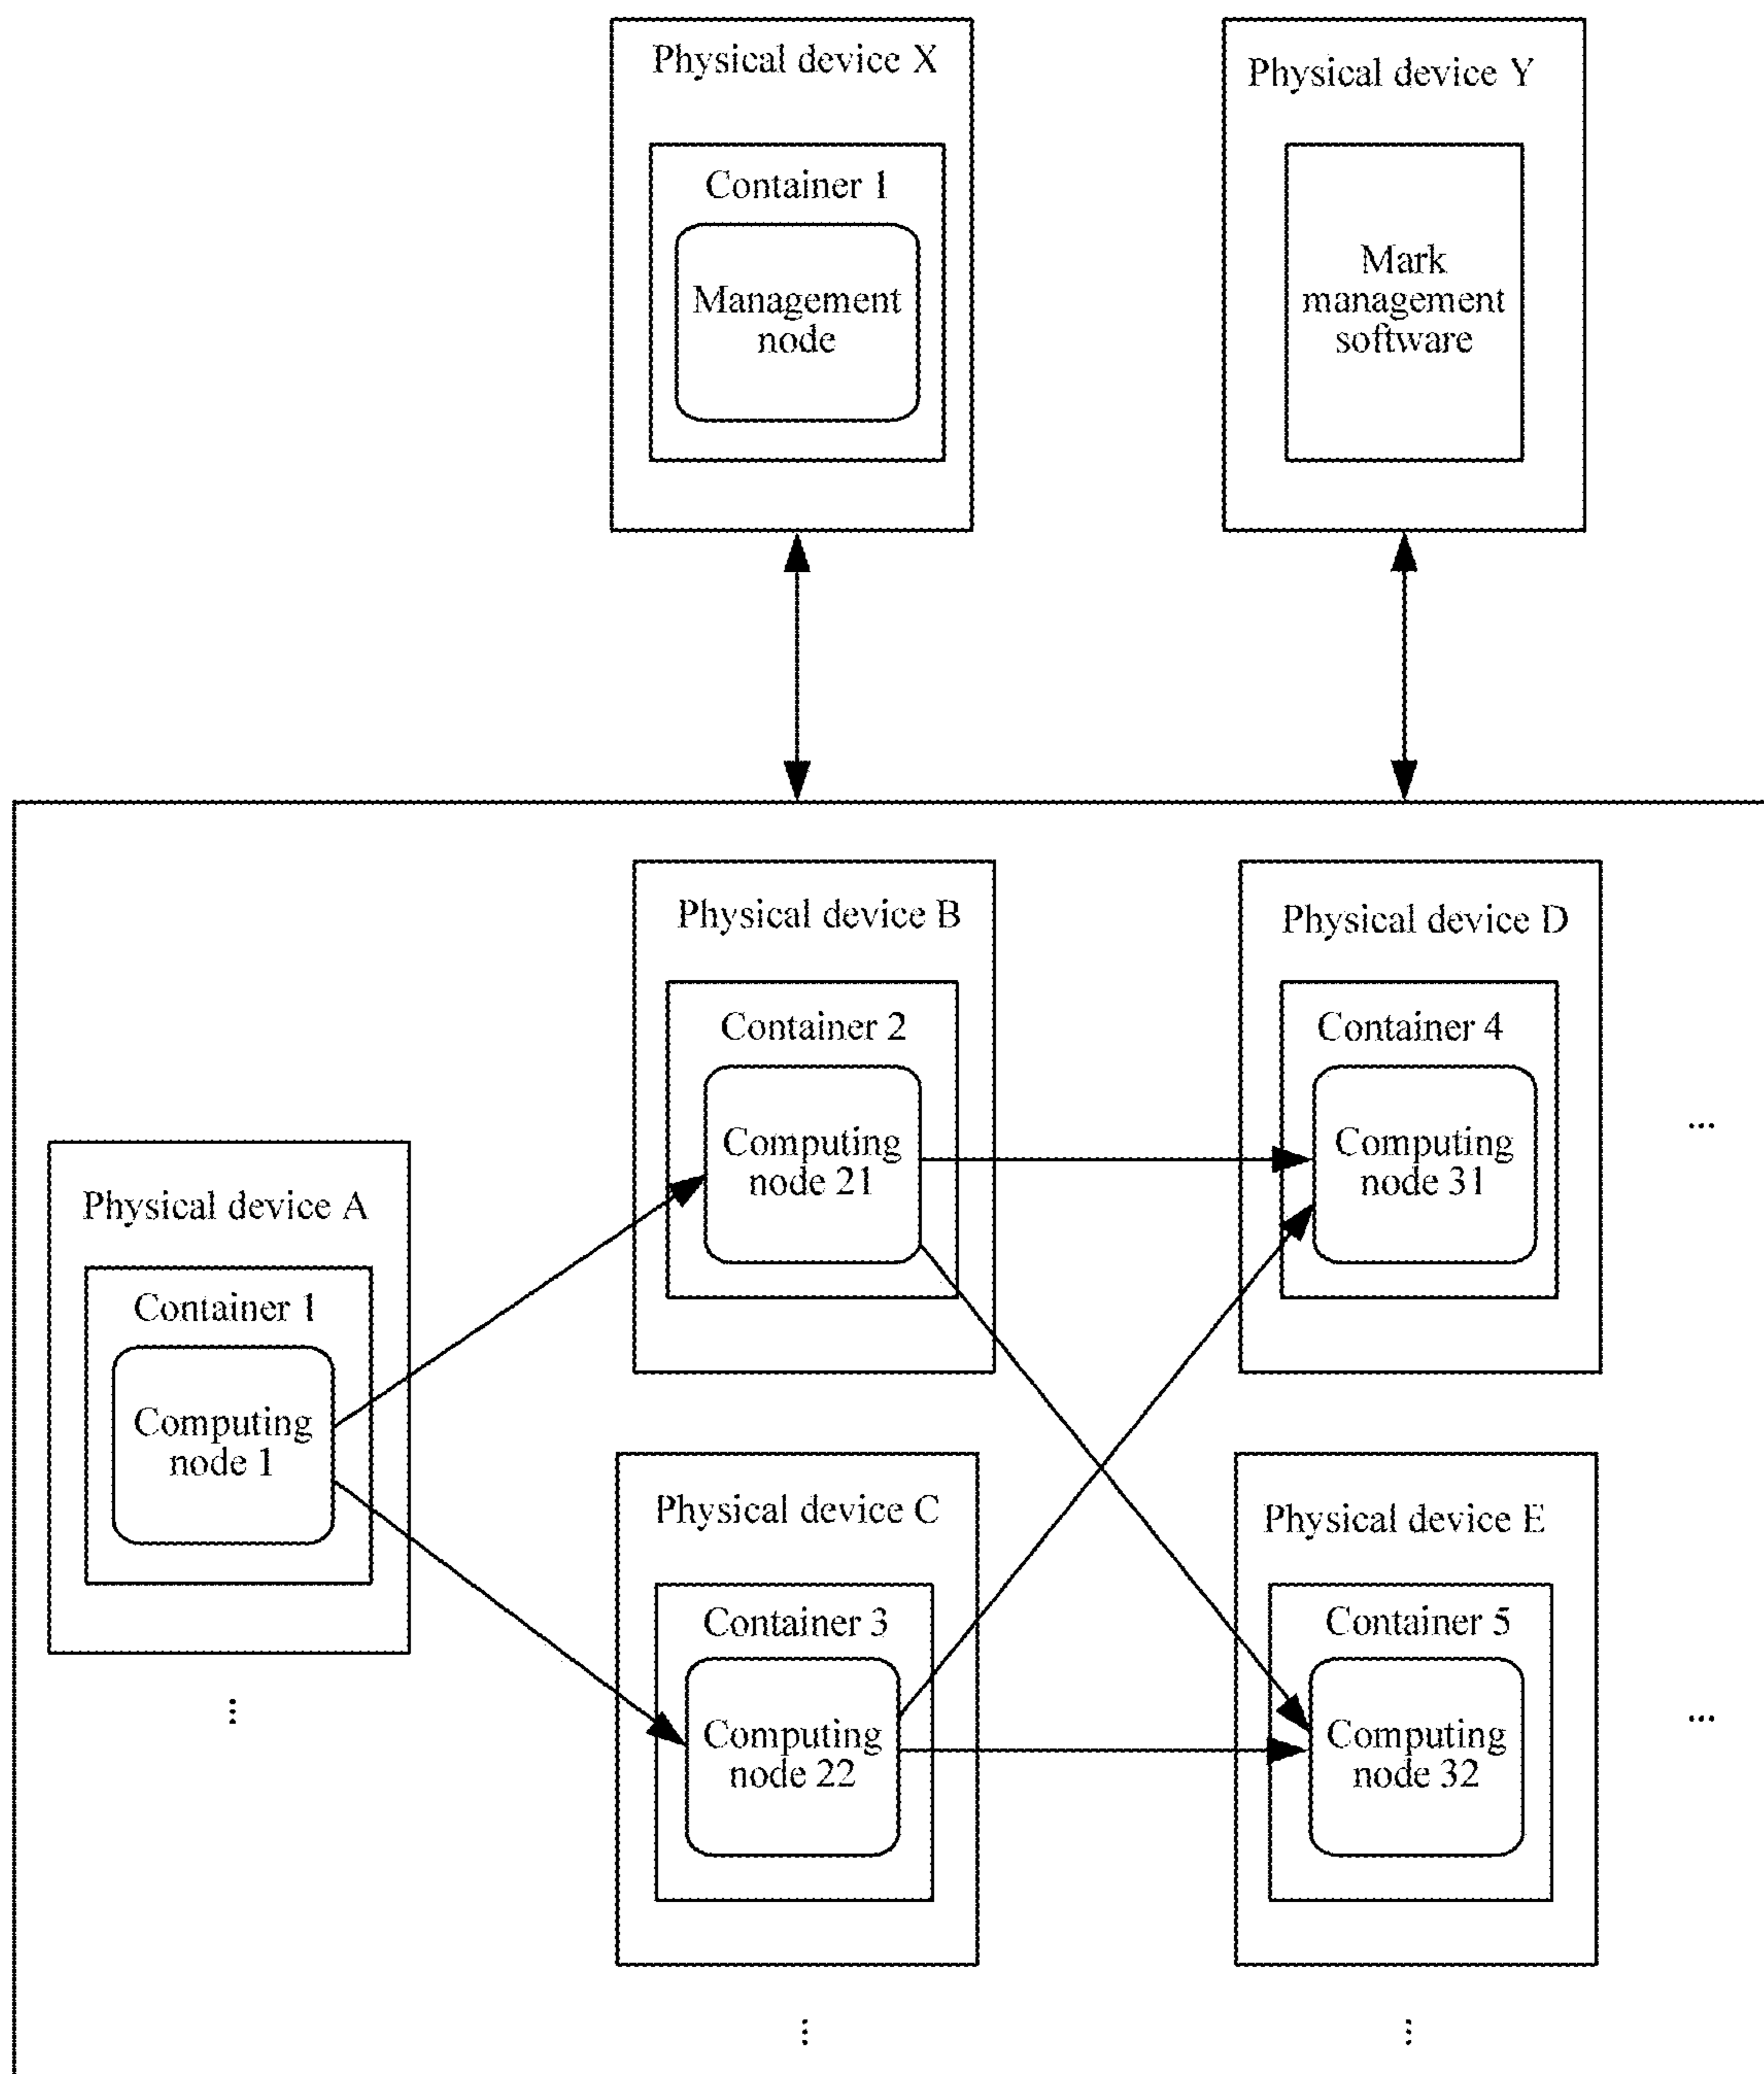 Physical device X
Container 1
Management
node
Physical device Y
Mark
management
software
Physical device A
Container 1
Computing
node 1
Physical device B
Container 2
Computing
node 21
Physical device C
Container 3
Computing
node 22
Physical device D
Container 4
Computing
node 31
...
Physical device E
Container 5
Computing
node 32
...
...
...
...